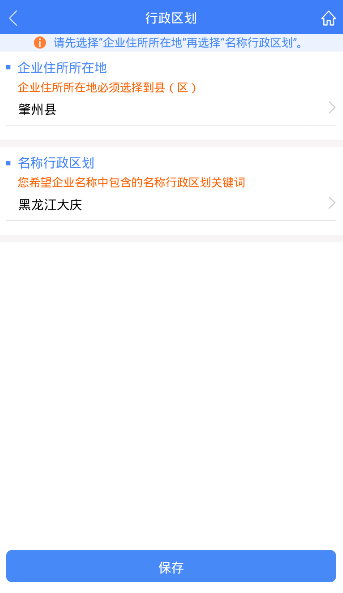 行政区划
请先选择"企业住所所在地"再选择"名称行政区划"。
企业住所所在地
企业住所所在地必须选择到县（区）
肇州县
名称行政区划
您希望企业名称中包含的名称行政区划关键词
黑龙江大庆
保存